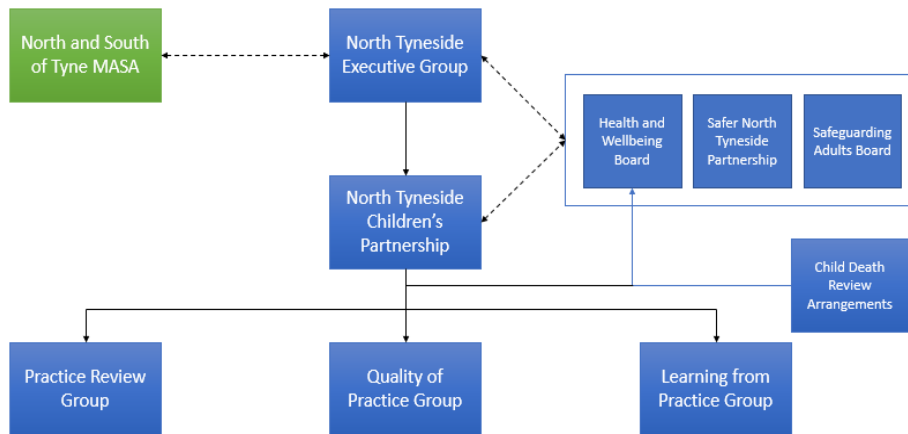 North and South
of Tyne MASA
North Tyneside
Executive Group
Health and
Wellbeing
Board
Safer North
Tyneside
Partnership
Safeguarding
Adults Board
North Tyneside
Children’s
Partnership
Child Death
Review
Arrangements
Practice Review
Group
Quality of
Practice Group
Learning from
Practice Group